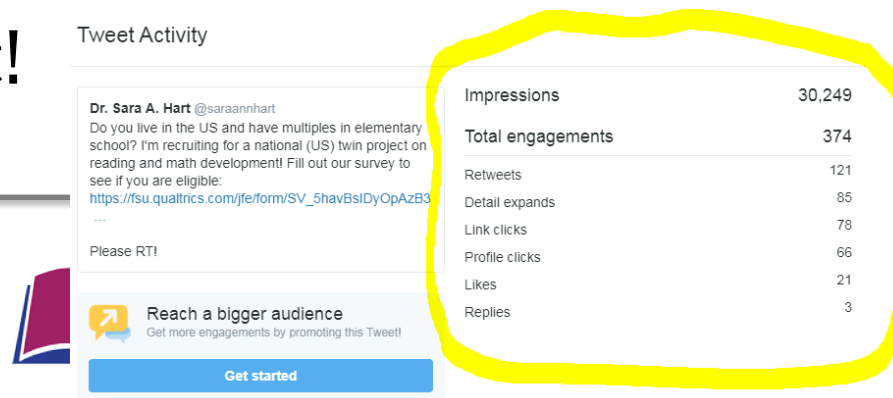 !
Tweet Activity
Dr. Sara A. Hart @saraannhart
Do you live in the US and have multiples in elementary
school? I'm recruiting for a national (US) twin project on
reading and math development! Fill out our survey to
see if you are eligible:
https://fsu.qualtrics.com/jfe/form/SV_5havBsIDyOpAzB3
...
Please RT!
Reach a bigger audience
Get more engagements by promoting this Tweet!
Get started
Impressions 30,249
Total engagements 374
Retweets 121
Detail expands 85
Link clicks 78
Profile clicks 66
Likes 21
Replies 3